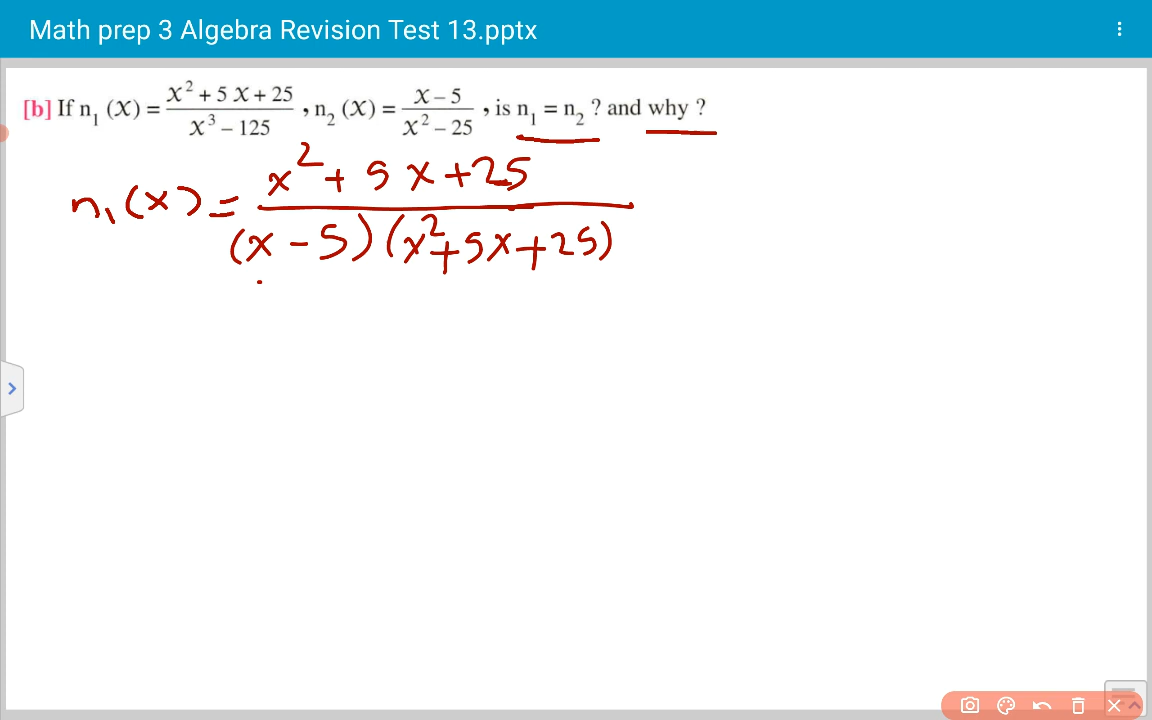 Math prep 3 Algebra Revision Test 13.pptx
[b] If n₁ (X) = (X² + 5 X + 25)/(X³ – 125) , n₂ (X) = (X – 5)/(X² – 25) , is n₁ = n₂ ? and why ?
n₁(x) = (x² + 5x + 25)/((x – 5)(x² + 5x + 25))